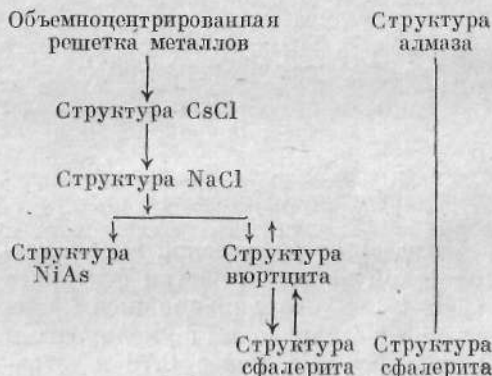 Объемноцентрированная
решетка металлов
Структура
алмаза
Структура CsCl
Структура NaCl
Структура
NiAs
Структура
вюртцита
Структура
сфалерита
Структура
сфалерита